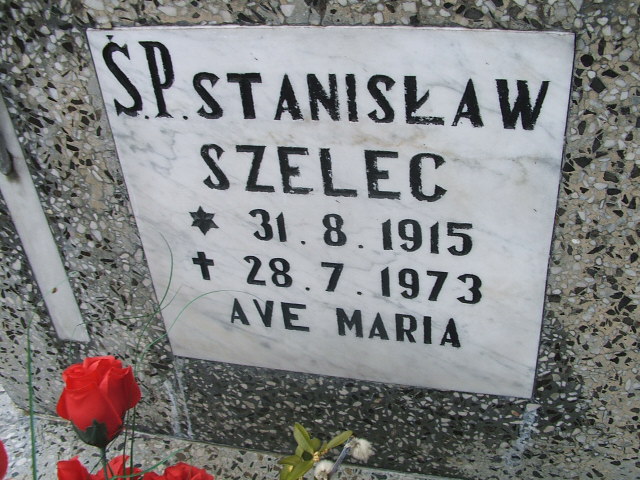 Ś.P. STANISŁAW
SZELEC
✶ 31.8.1915
✝ 28.7.1973
AVE MARIA